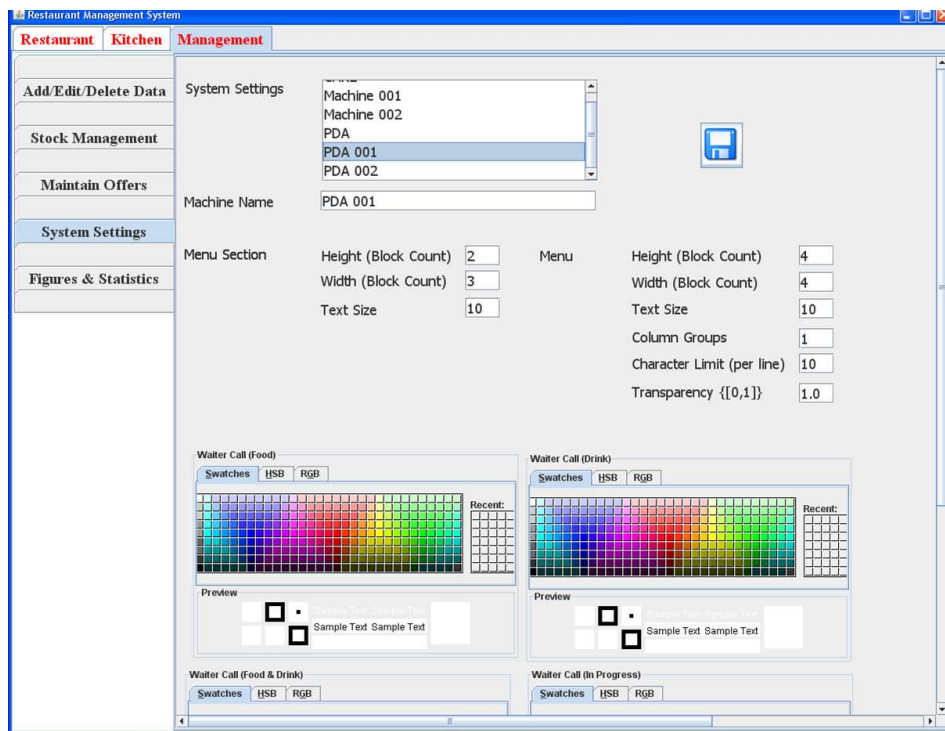 Restaurant Management System
Restaurant Kitchen Management
Add/Edit/Delete Data
Stock Management
Maintain Offers
System Settings
Figures & Statistics
System Settings
Machine 001
Machine 002
PDA
PDA 001
PDA 002
Machine Name PDA 001
Menu Section Height (Block Count) 2 Menu Height (Block Count) 4
Width (Block Count) 3 Width (Block Count) 4
Text Size 10 Text Size 10
Column Groups 1
Character Limit (per line) 10
Transparency {[0,1]} 1.0
Waiter Call (Food)
Swatches HSB RGB
Recent:
Preview
Sample Text Sample Text
Sample Text Sample Text
Waiter Call (Drink)
Swatches HSB RGB
Recent:
Preview
Sample Text Sample Text
Sample Text Sample Text
Waiter Call (Food & Drink)
Swatches HSB RGB
Waiter Call (In Progress)
Swatches HSB RGB